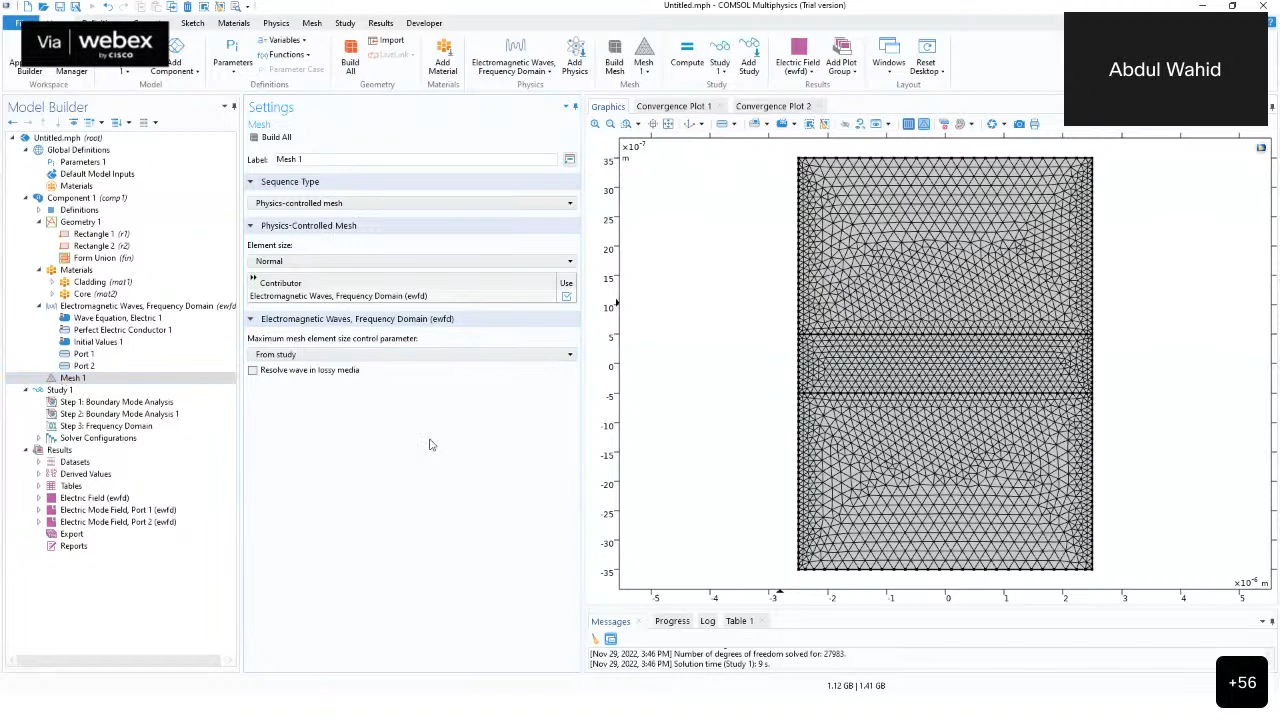 Untitled.mph - COMSOL Multiphysics (Trial version)
Sketch Materials Physics Mesh Study Results Developer
Via webex
by CISCO
Builder
Manager
Component
Parameters
Variables
Functions
Parameter Case
Build All
Import
LiveLink
Add Material
Electromagnetic Waves, Frequency Domain
Add Physics
Build Mesh
Mesh 1
Compute
Study 1
Add Study
Electric Field (ewfd)
Add Plot Group
Windows
Reset Desktop
Workspace Model Definitions Geometry Materials Physics Mesh Study Results Layout
Abdul Wahid
Model Builder
Untitled.mph (root)
Global Definitions
Parameters 1
Default Model Inputs
Materials
Component 1 (comp1)
Definitions
Geometry 1
Rectangle 1 (r1)
Rectangle 2 (r2)
Form Union (fin)
Materials
Cladding (mat1)
Core (mat2)
Electromagnetic Waves, Frequency Domain (ewfd
Wave Equation, Electric 1
Perfect Electric Conductor 1
Initial Values 1
Port 1
Port 2
Mesh 1
Study 1
Step 1: Boundary Mode Analysis
Step 2: Boundary Mode Analysis 1
Step 3: Frequency Domain
Solver Configurations
Results
Datasets
Derived Values
Tables
Electric Field (ewfd)
Electric Mode Field, Port 1 (ewfd)
Electric Mode Field, Port 2 (ewfd)
Export
Reports
Settings
Mesh
Build All
Label: Mesh 1
Sequence Type
Physics-controlled mesh
Physics-Controlled Mesh
Element size:
Normal
Contributor Use
Electromagnetic Waves, Frequency Domain (ewfd)
Electromagnetic Waves, Frequency Domain (ewfd)
Maximum mesh element size control parameter:
From study
Resolve wave in lossy media
Graphics Convergence Plot 1 Convergence Plot 2
×10⁻⁷
m
35
30
25
20
15
10
5
0
-5
-10
-15
-20
-25
-30
-35
×10⁻⁶ m
-5 -4 -3 -2 -1 0 1 2 3 4 5
Messages Progress Log Table 1
[Nov 29, 2022, 3:46 PM] Number of degrees of freedom solved for: 27983.
[Nov 29, 2022, 3:46 PM] Solution time (Study 1): 9 s.
1.12 GB | 1.41 GB
+56